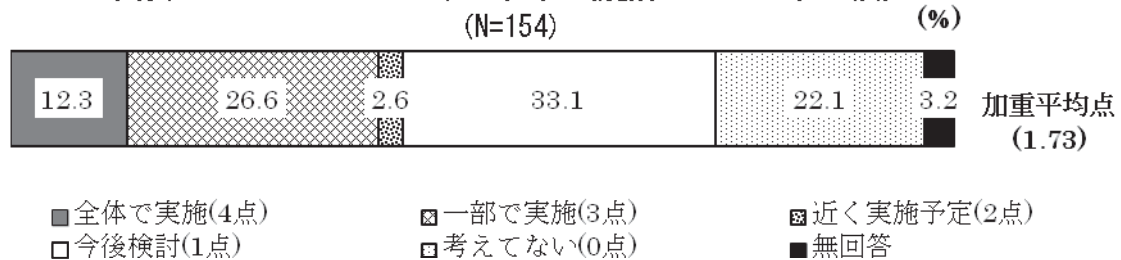 (N=154)
(%)
12.3 26.6 2.6 33.1 22.1 3.2
加重平均点
(1.73)
全体で実施(4点) 一部で実施(3点) 近く実施予定(2点)
今後検討(1点) 考えてない(0点) 無回答